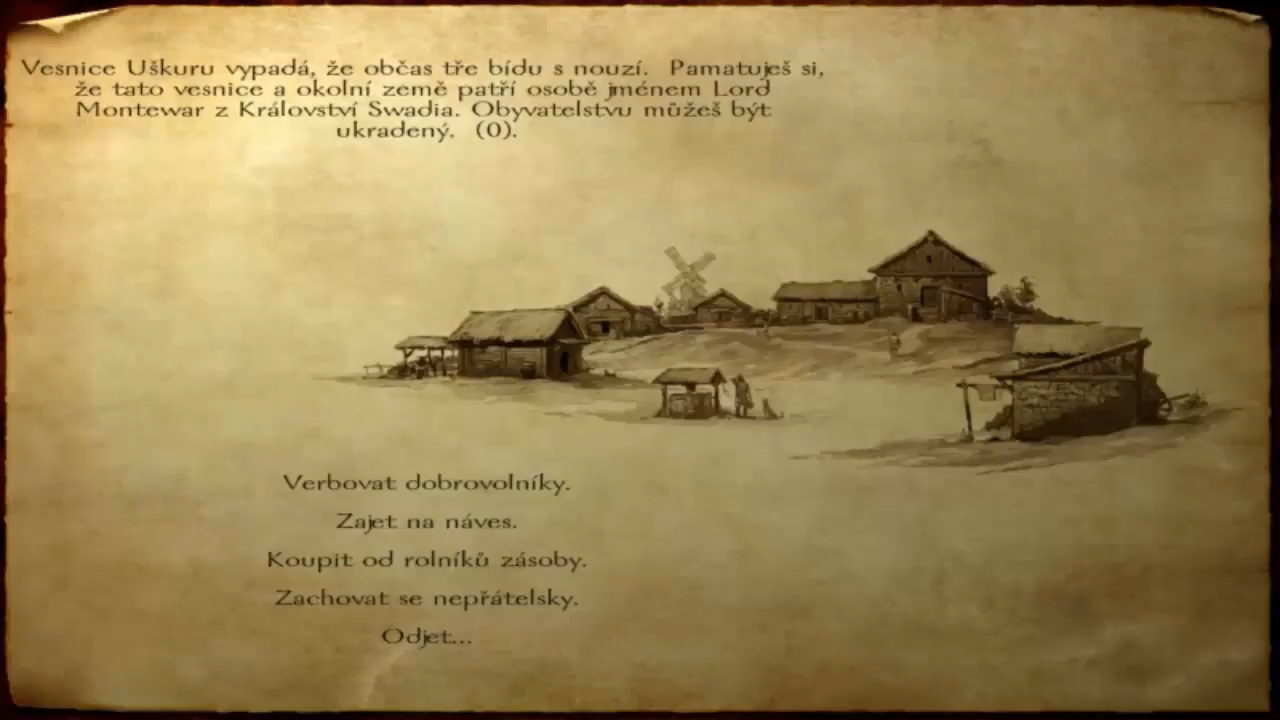 Vesnice Uškuru vypadá, že občas tře bídu s nouzí.  Pamatuješ si,
že tato vesnice a okolní země patří osobě jménem Lord
Montewar z Království Swadia. Obyvatelstvu můžeš být
ukradený.  (0).
Verbovat dobrovolníky.
Zajet na náves.
Koupit od rolníků zásoby.
Zachovat se nepřátelsky.
Odjet...